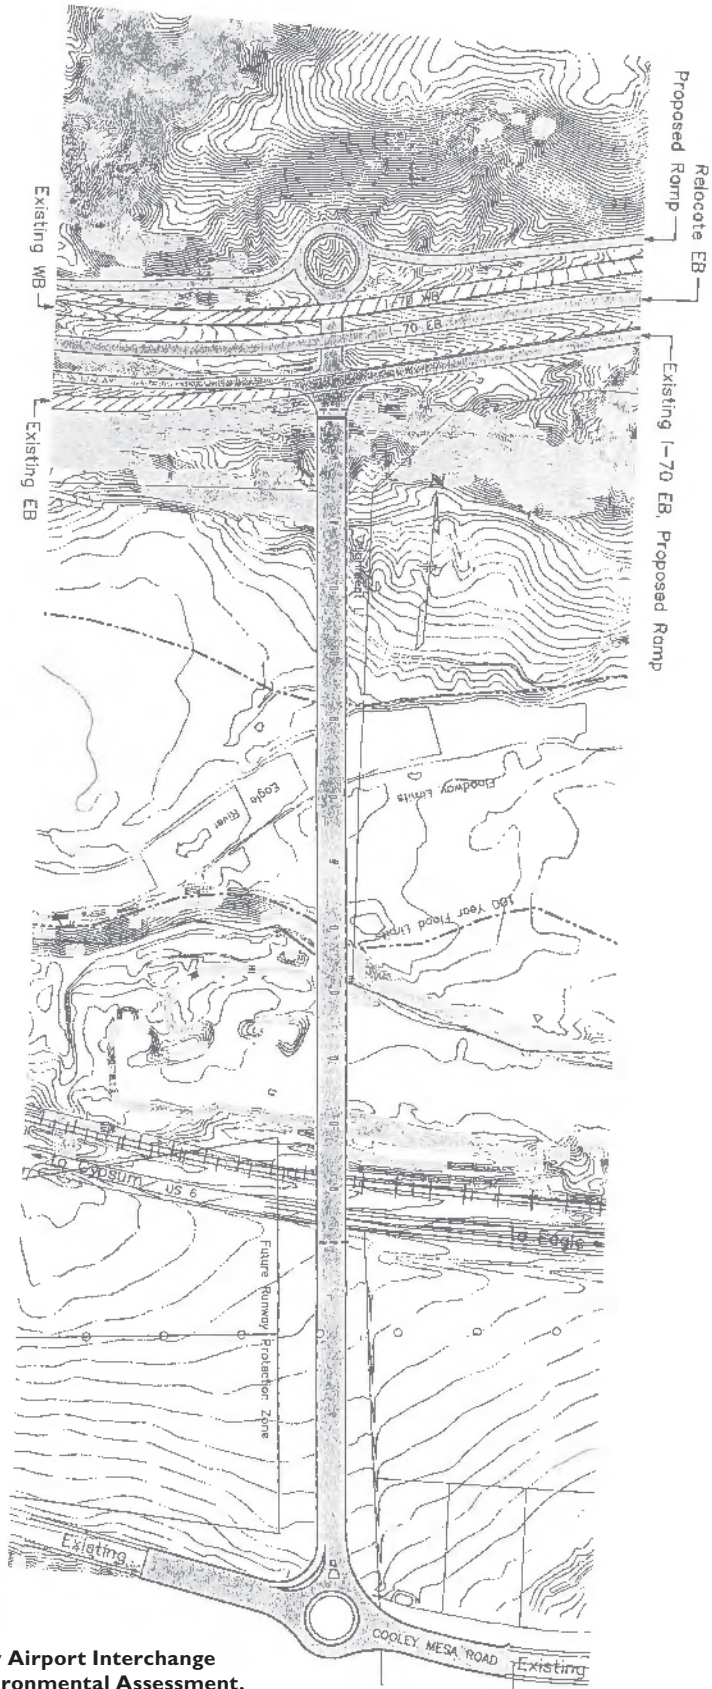 Proposed Ramp
Relocate EB
Existing WB
I-70 WB
I-70 EB
Existing I-70 EB, Proposed Ramp
Existing EB
Floodway Limits
Eagle
River
100 Year Flood Limits
to Gypsum US 6
to Eagle
Future Runway Protection Zone
Existing
COOLEY MESA ROAD
Existing
Airport Interchange
ronmental Assessment.